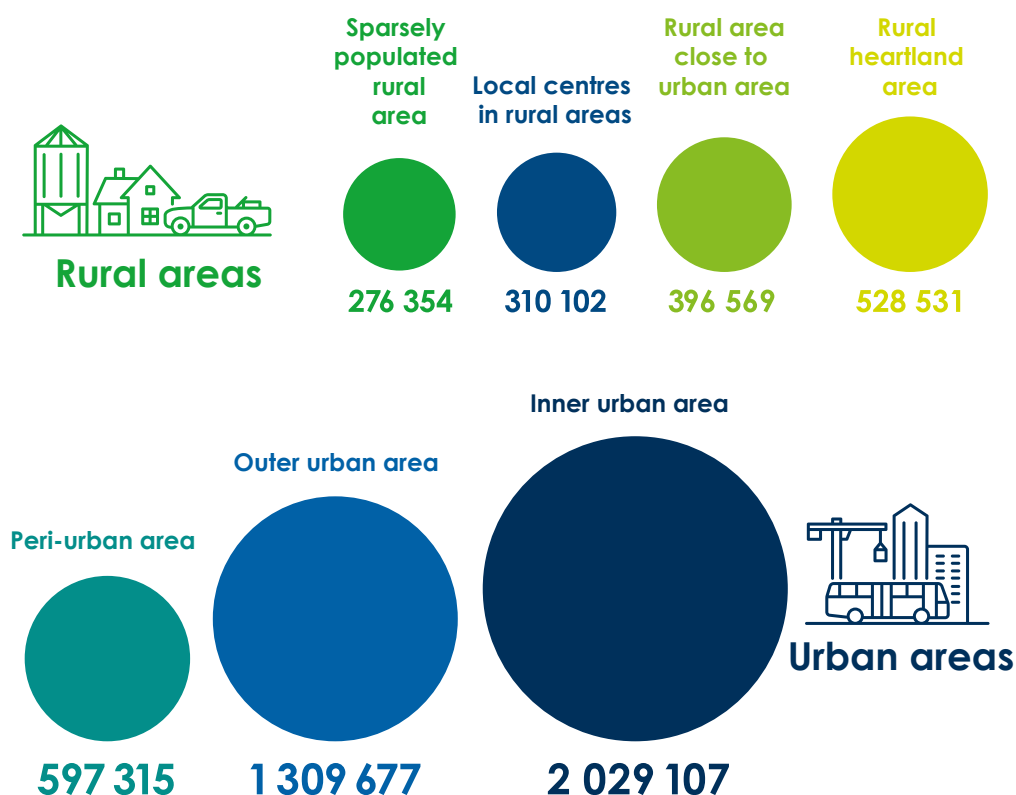 Sparsely
populated
rural
area
Local centres
in rural areas
Rural area
close to
urban area
Rural
heartland
area
Rural areas
276 354
310 102
396 569
528 531
Inner urban area
Outer urban area
Peri-urban area
Urban areas
597 315
1 309 677
2 029 107